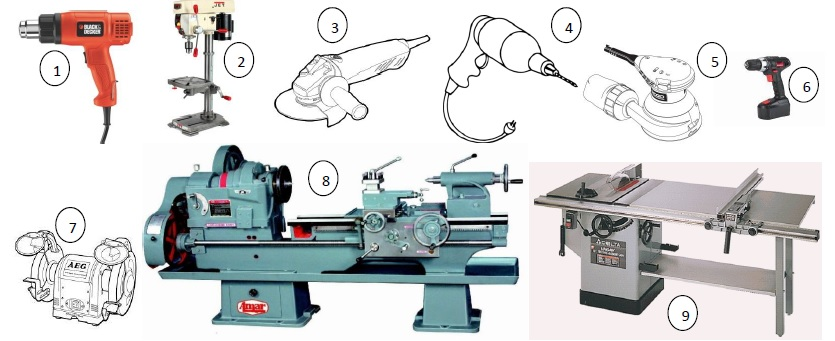 1
BLACK&
DECKER
2
JET
3
4
5
6
7
AEG
8
Amar
9
DELTA